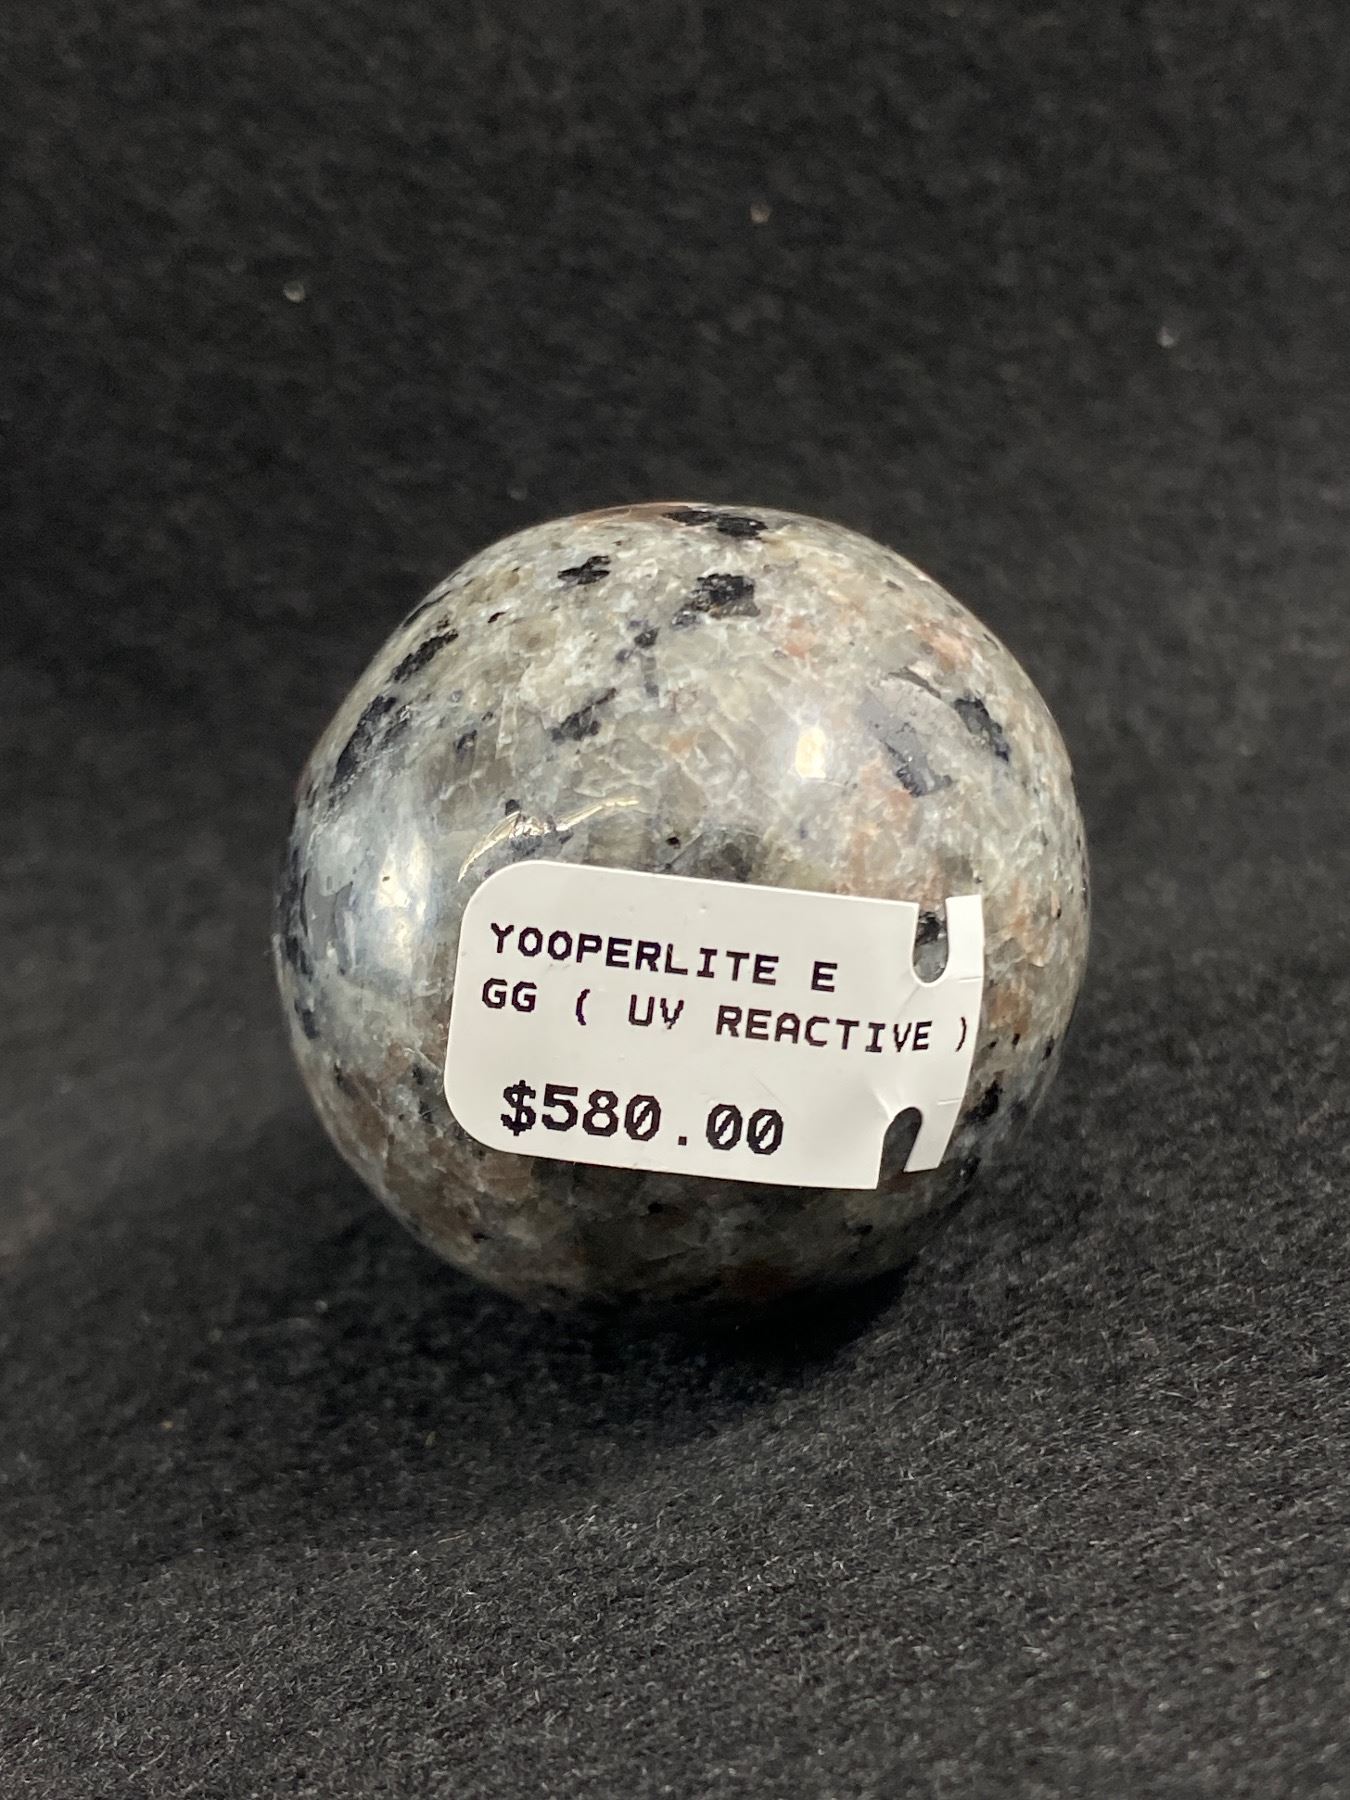 YOOPERLITE E
GG ( UV REACTIVE )
$580.00